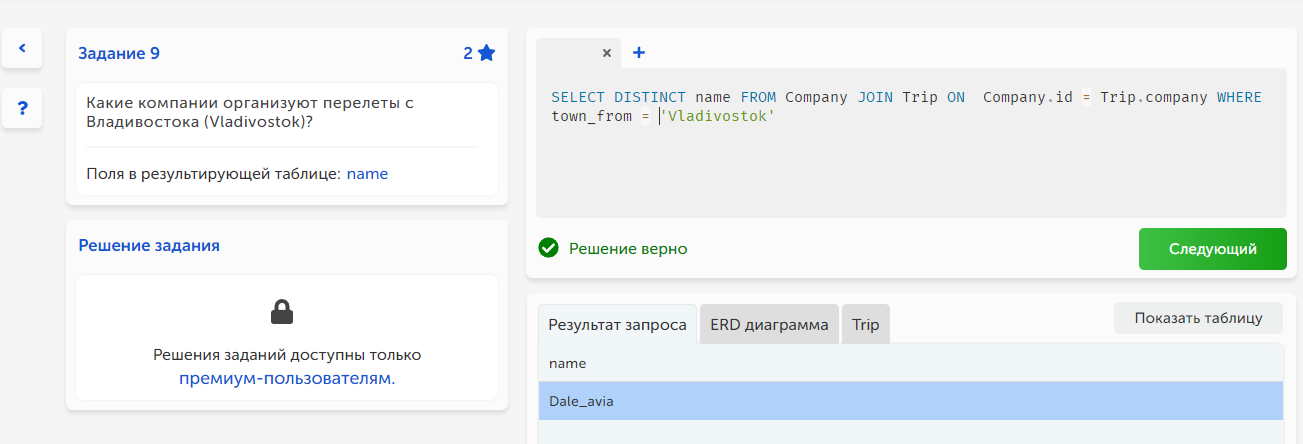 Задание 9
2
Какие компании организуют перелеты с
Владивостока (Vladivostok)?
Поля в результирующей таблице: name
Решение задания
Решения заданий доступны только
премиум-пользователям.
?
SELECT DISTINCT name FROM Company JOIN Trip ON  Company.id = Trip.company WHERE
town_from = 'Vladivostok'
Решение верно
Следующий
Результат запроса
ERD диаграмма
Trip
Показать таблицу
name
Dale_avia